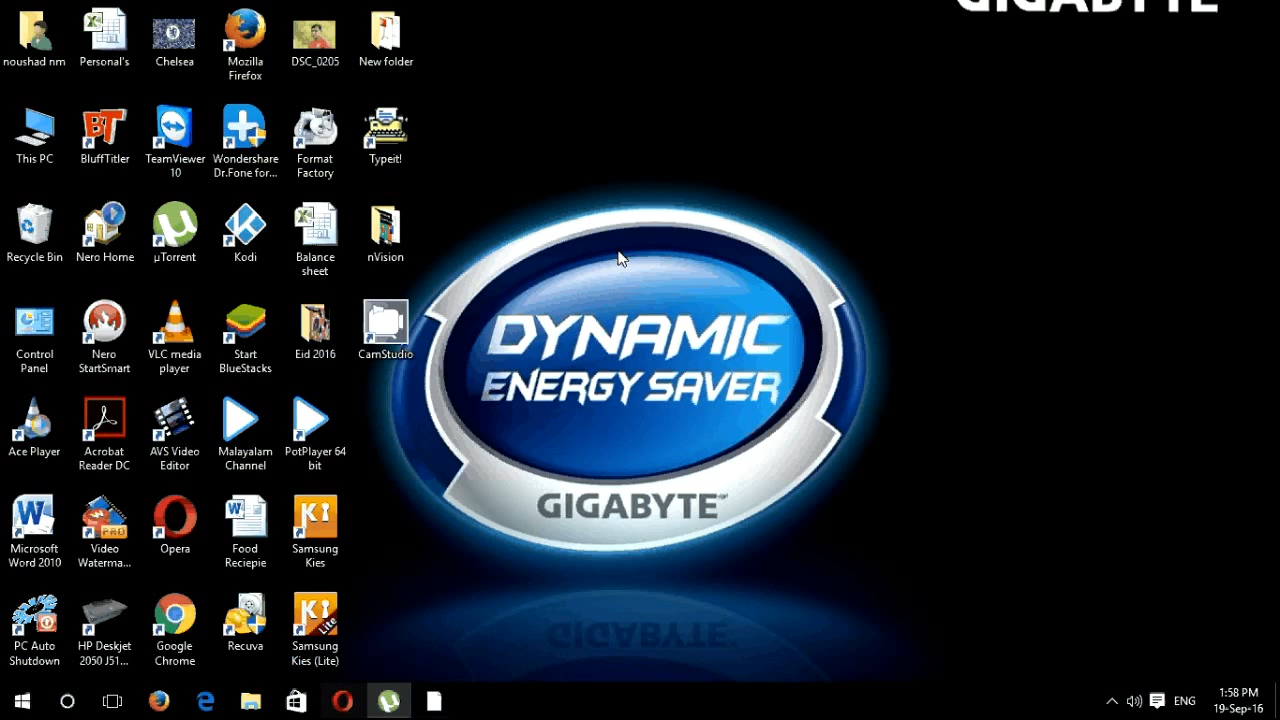 GIGABYTE
noushad nm
Personal's
Chelsea
Mozilla
Firefox
DSC_0205
New folder
This PC
BluffTitler
TeamViewer
10
Wondershare
Dr.Fone for...
Format
Factory
Typeit!
Recycle Bin
Nero Home
µTorrent
Kodi
Balance
sheet
nVision
Control
Panel
Nero
StartSmart
VLC media
player
Start
BlueStacks
Eid 2016
CamStudio
Ace Player
Acrobat
Reader DC
AVS Video
Editor
Malayalam
Channel
PotPlayer 64
bit
Microsoft
Word 2010
Video
Waterma...
Opera
Food
Reciepie
Samsung
Kies
PC Auto
Shutdown
HP Deskjet
2050 J51...
Google
Chrome
Recuva
Samsung
Kies (Lite)
DYNAMIC
ENERGY SAVER
GIGABYTE
ENG
1:58 PM
19-Sep-16